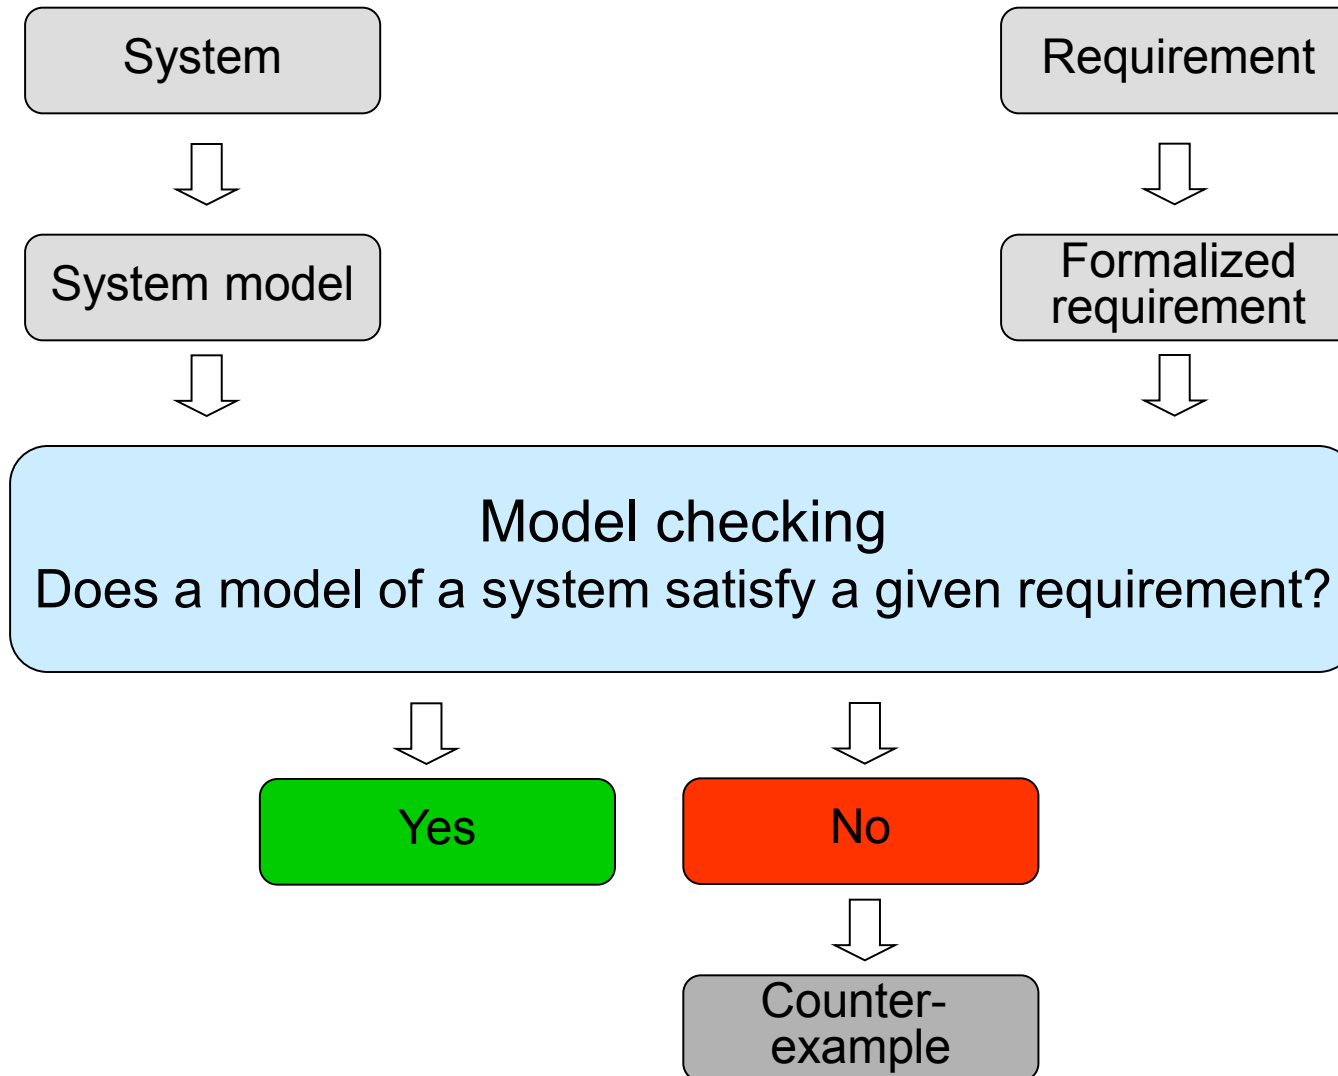 System
Requirement
System model
Formalized
requirement
Model checking
Does a model of a system satisfy a given requirement?
Yes
No
Counter-
example